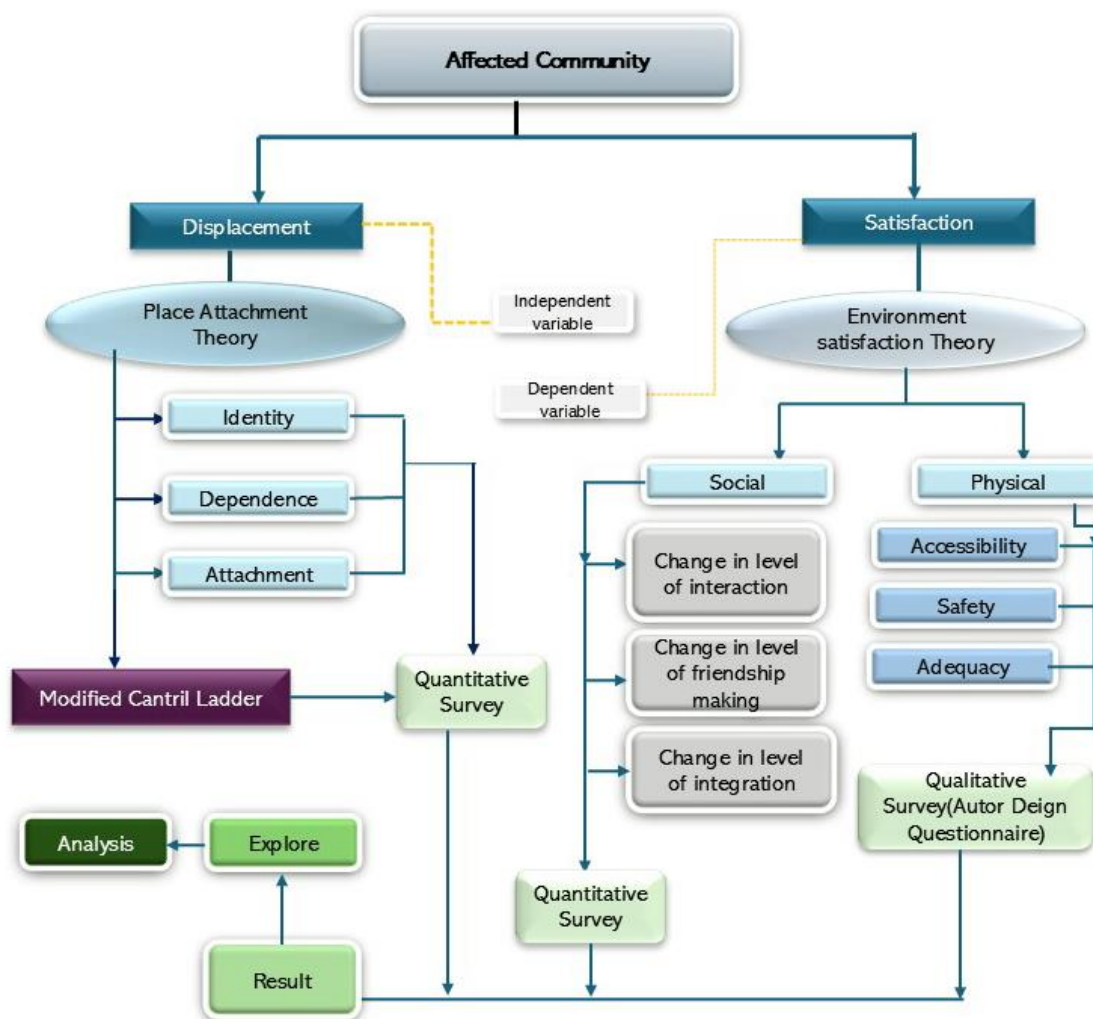 Affected Community
Displacement
Satisfaction
Place Attachment
Theory
Independent
variable
Environment
satisfaction Theory
Dependent
variable
Identity
Dependence
Attachment
Social
Physical
Change in level
of interaction
Accessibility
Safety
Adequacy
Change in level
of friendship
making
Modified Cantril Ladder
Quantitative
Survey
Change in level
of integration
Qualitative
Survey(Autor Deign
Questionnaire)
Analysis
Explore
Quantitative
Survey
Result